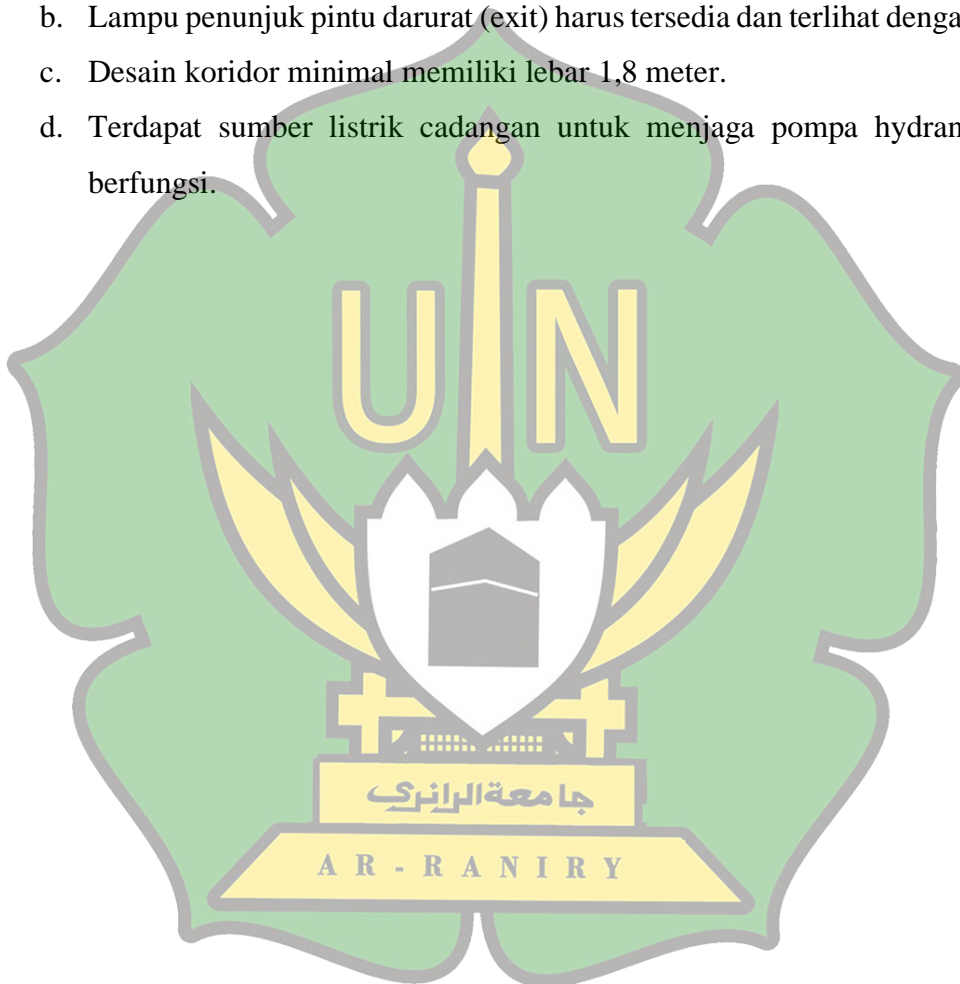 b. Lampu penunjuk pintu darurat (exit) harus tersedia dan terlihat denga
c. Desain koridor minimal memiliki lebar 1,8 meter.
d. Terdapat sumber listrik cadangan untuk menjaga pompa hydran
berfungsi.
UIN
جامعةالرانري
AR-RANIRY